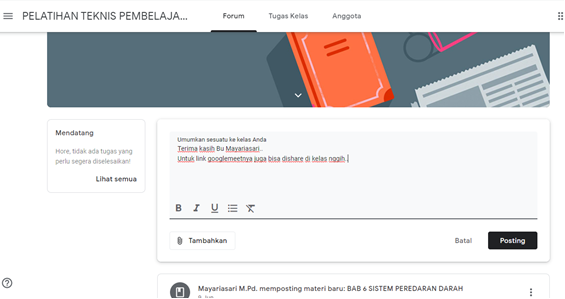 PELATIHAN TEKNIS PEMBELAJA...
Forum
Tugas Kelas
Anggota
Mendatang
Hore, tidak ada tugas yang
perlu segera diselesaikan!
Lihat semua
Umumkan sesuatu ke kelas Anda
Terima kasih Bu Mayariasari..
Untuk link googlemeetnya juga bisa dishare di kelas nggih.
B I U
Tambahkan
Batal
Posting
Mayariasari M.Pd. memposting materi baru: BAB 6 SISTEM PEREDARAN DARAH